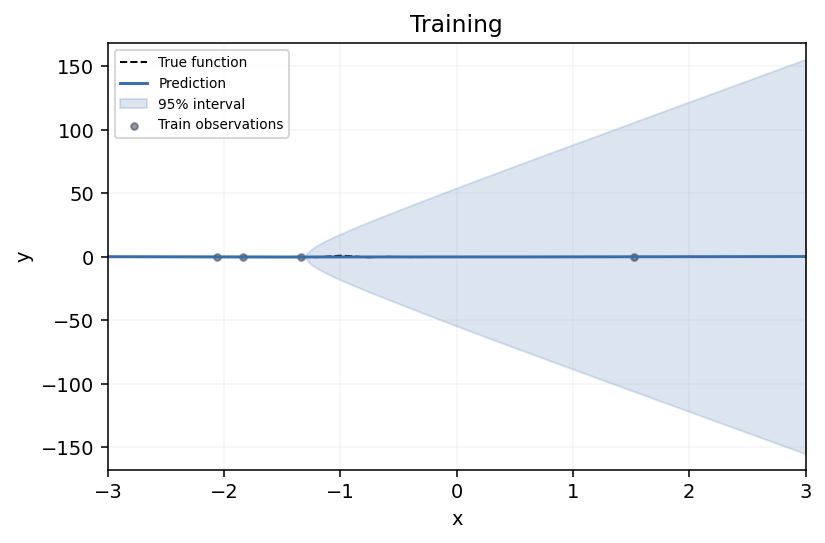 Training
True function
Prediction
95% interval
Train observations
150
100
50
0
−50
−100
−150
y
−3
−2
−1
0
1
2
3
x